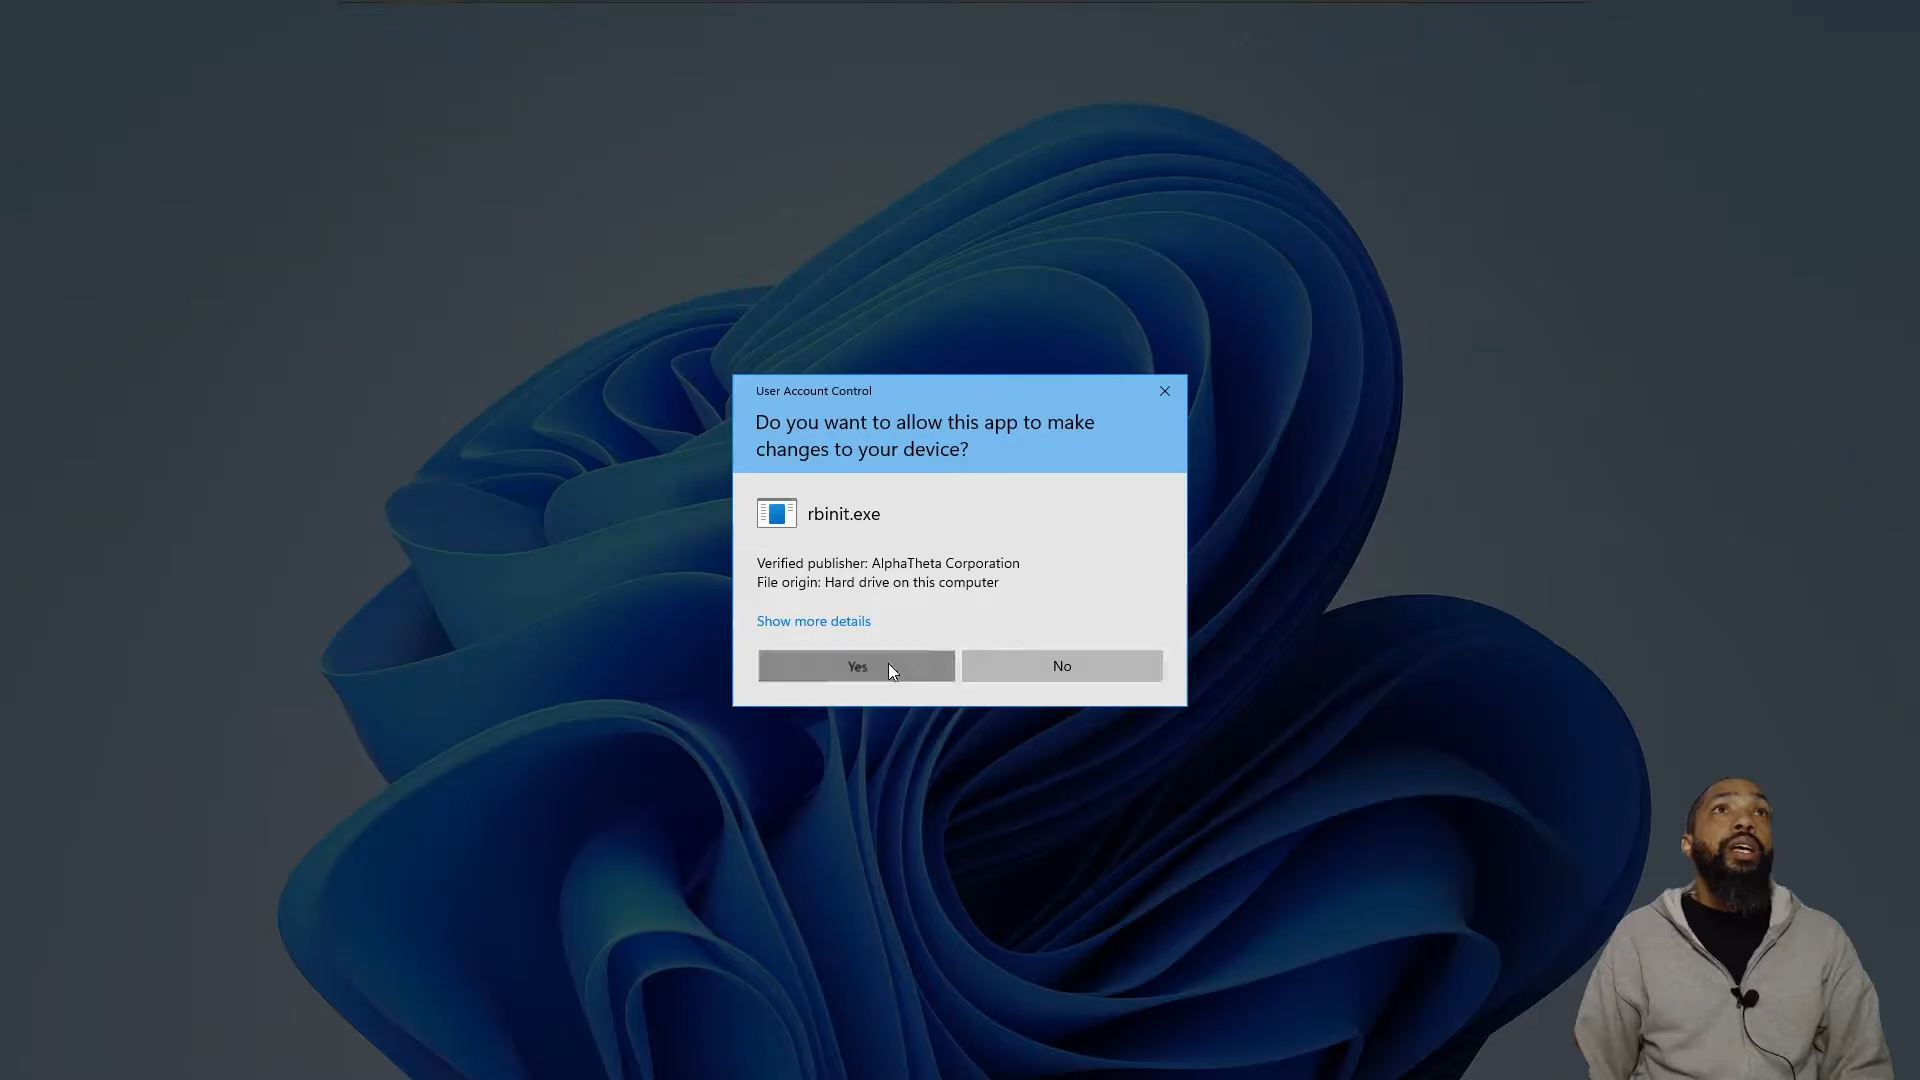 User Account Control
Do you want to allow this app to make
changes to your device?
rbinit.exe
Verified publisher: AlphaTheta Corporation
File origin: Hard drive on this computer
Show more details
Yes
No